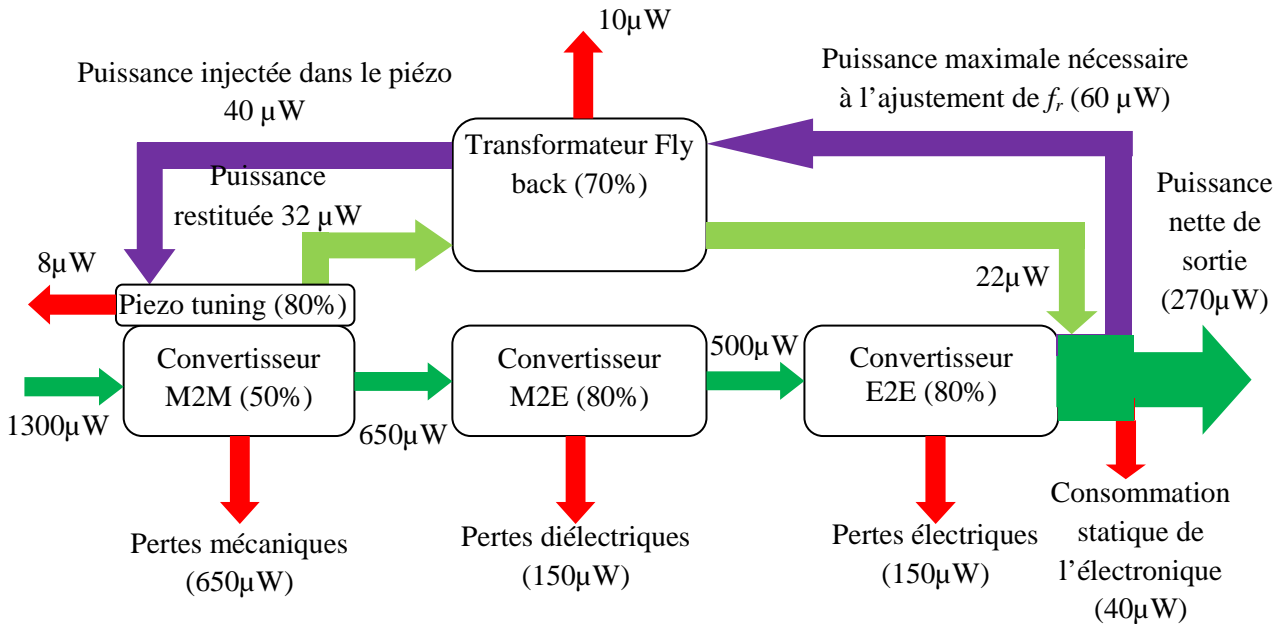 10µW
Puissance injectée dans le piézo
40 µW
Puissance maximale nécessaire
à l'ajustement de fr (60 µW)
Transformateur Fly
back (70%)
Puissance
restituée 32 µW
Puissance
nette de
sortie
(270µW)
8µW
Piezo tuning (80%)
22µW
Convertisseur
M2M (50%)
Convertisseur
M2E (80%)
500µW
Convertisseur
E2E (80%)
1300µW
650µW
Pertes mécaniques
(650µW)
Pertes diélectriques
(150µW)
Pertes électriques
(150µW)
Consommation
statique de
l'électronique
(40µW)